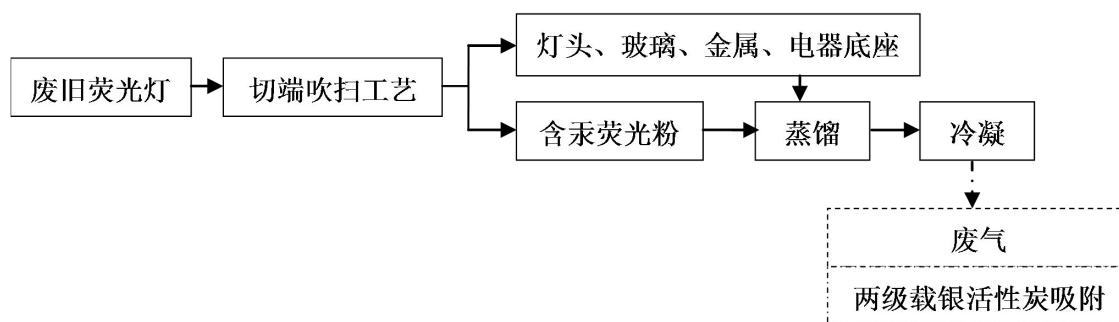 灯头、玻璃、金属、电器底座
废旧荧光灯
切端吹扫工艺
含汞荧光粉
蒸馏
冷凝
废气
两级载银活性炭吸附